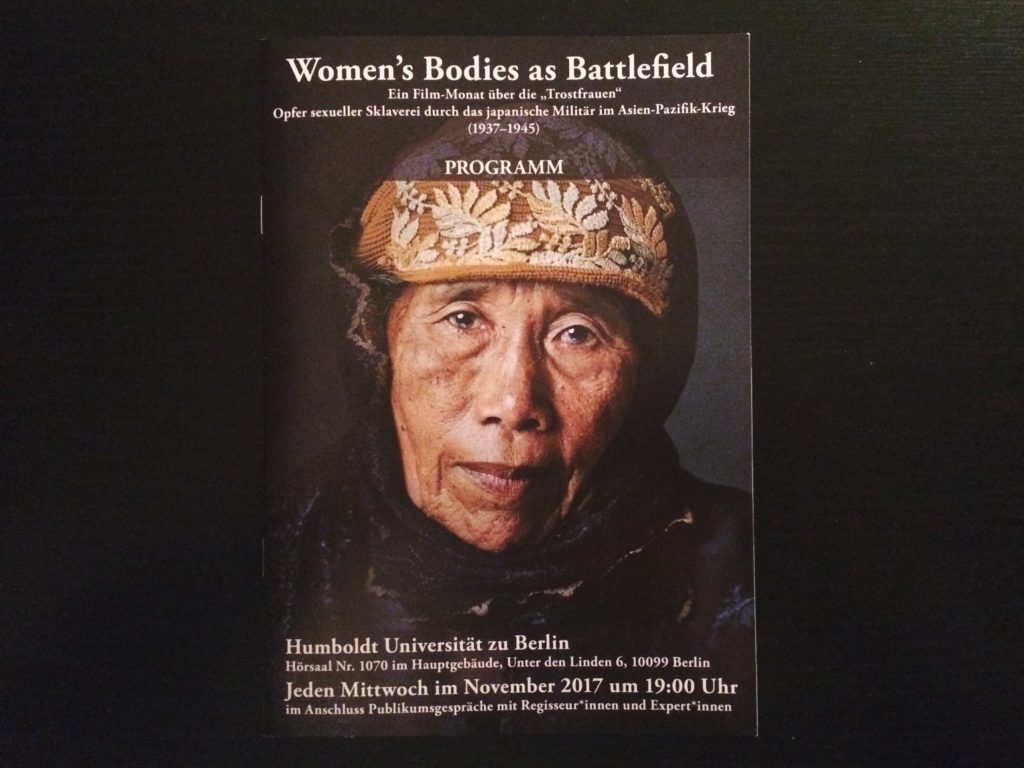 Women's Bodies as Battlefield
Ein Film-Monat über die „Trostfrauen“
Opfer sexueller Sklaverei durch das japanische Militär im Asien-Pazifik-Krieg
(1937–1945)
PROGRAMM
Humboldt Universität zu Berlin
Hörsaal Nr. 1070 im Hauptgebäude, Unter den Linden 6, 10099 Berlin
Jeden Mittwoch im November 2017 um 19:00 Uhr
im Anschluss Publikumsgespräche mit Regisseur*innen und Expert*innen